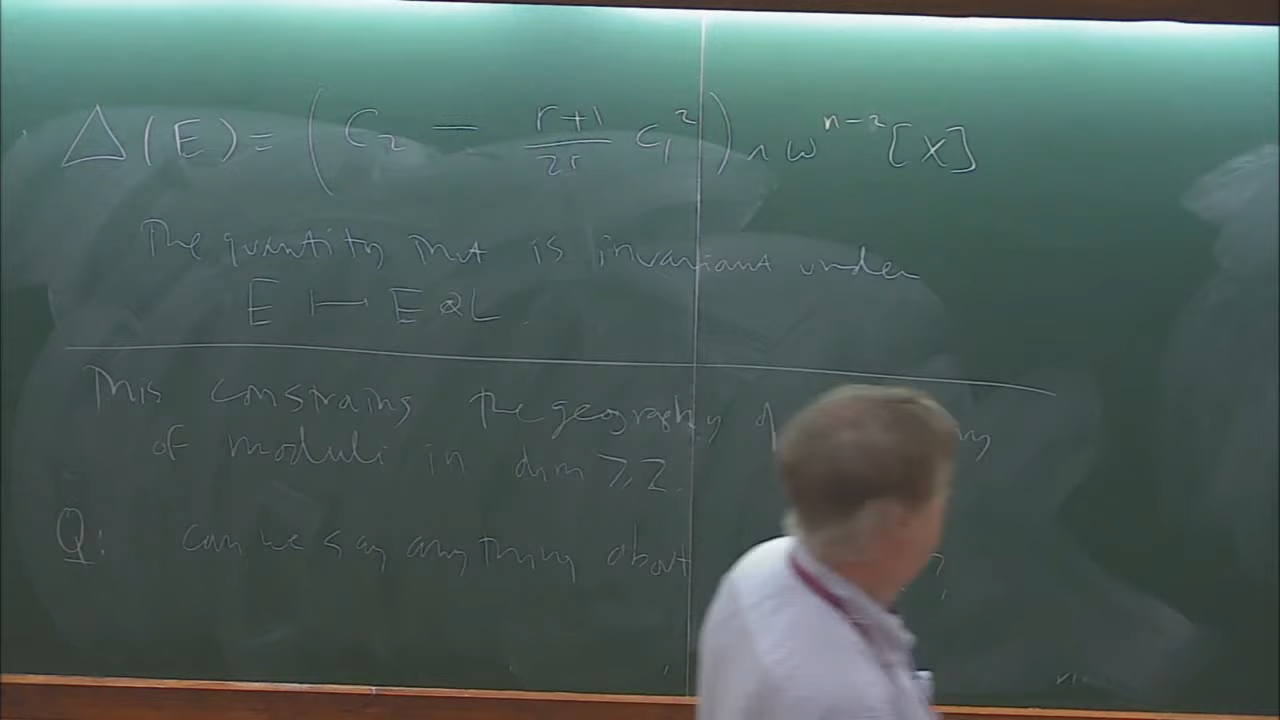 Δ(E) = ( C₂ − r+1/2r C₁² ) ∧ ω^{n-2} [X]
The quantity that is invariant under
E ↦ E⊗L.
This constrains the geography of
of moduli in dim ≥ 2.
Q: can we say anything about ?